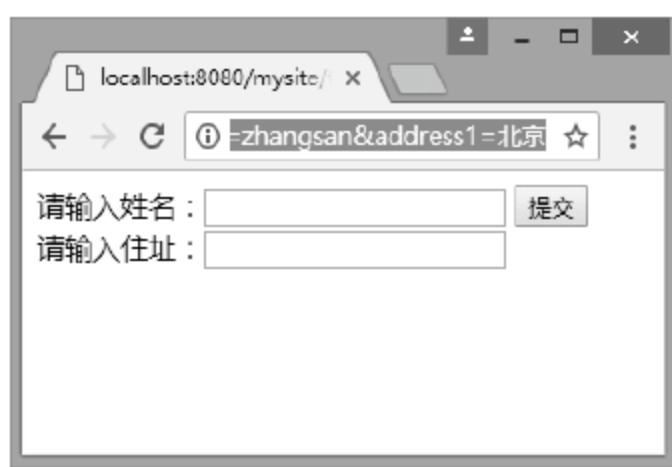 localhost:8080/mysite/
=zhangsan&address1=北京
请输入姓名： 提交
请输入住址：